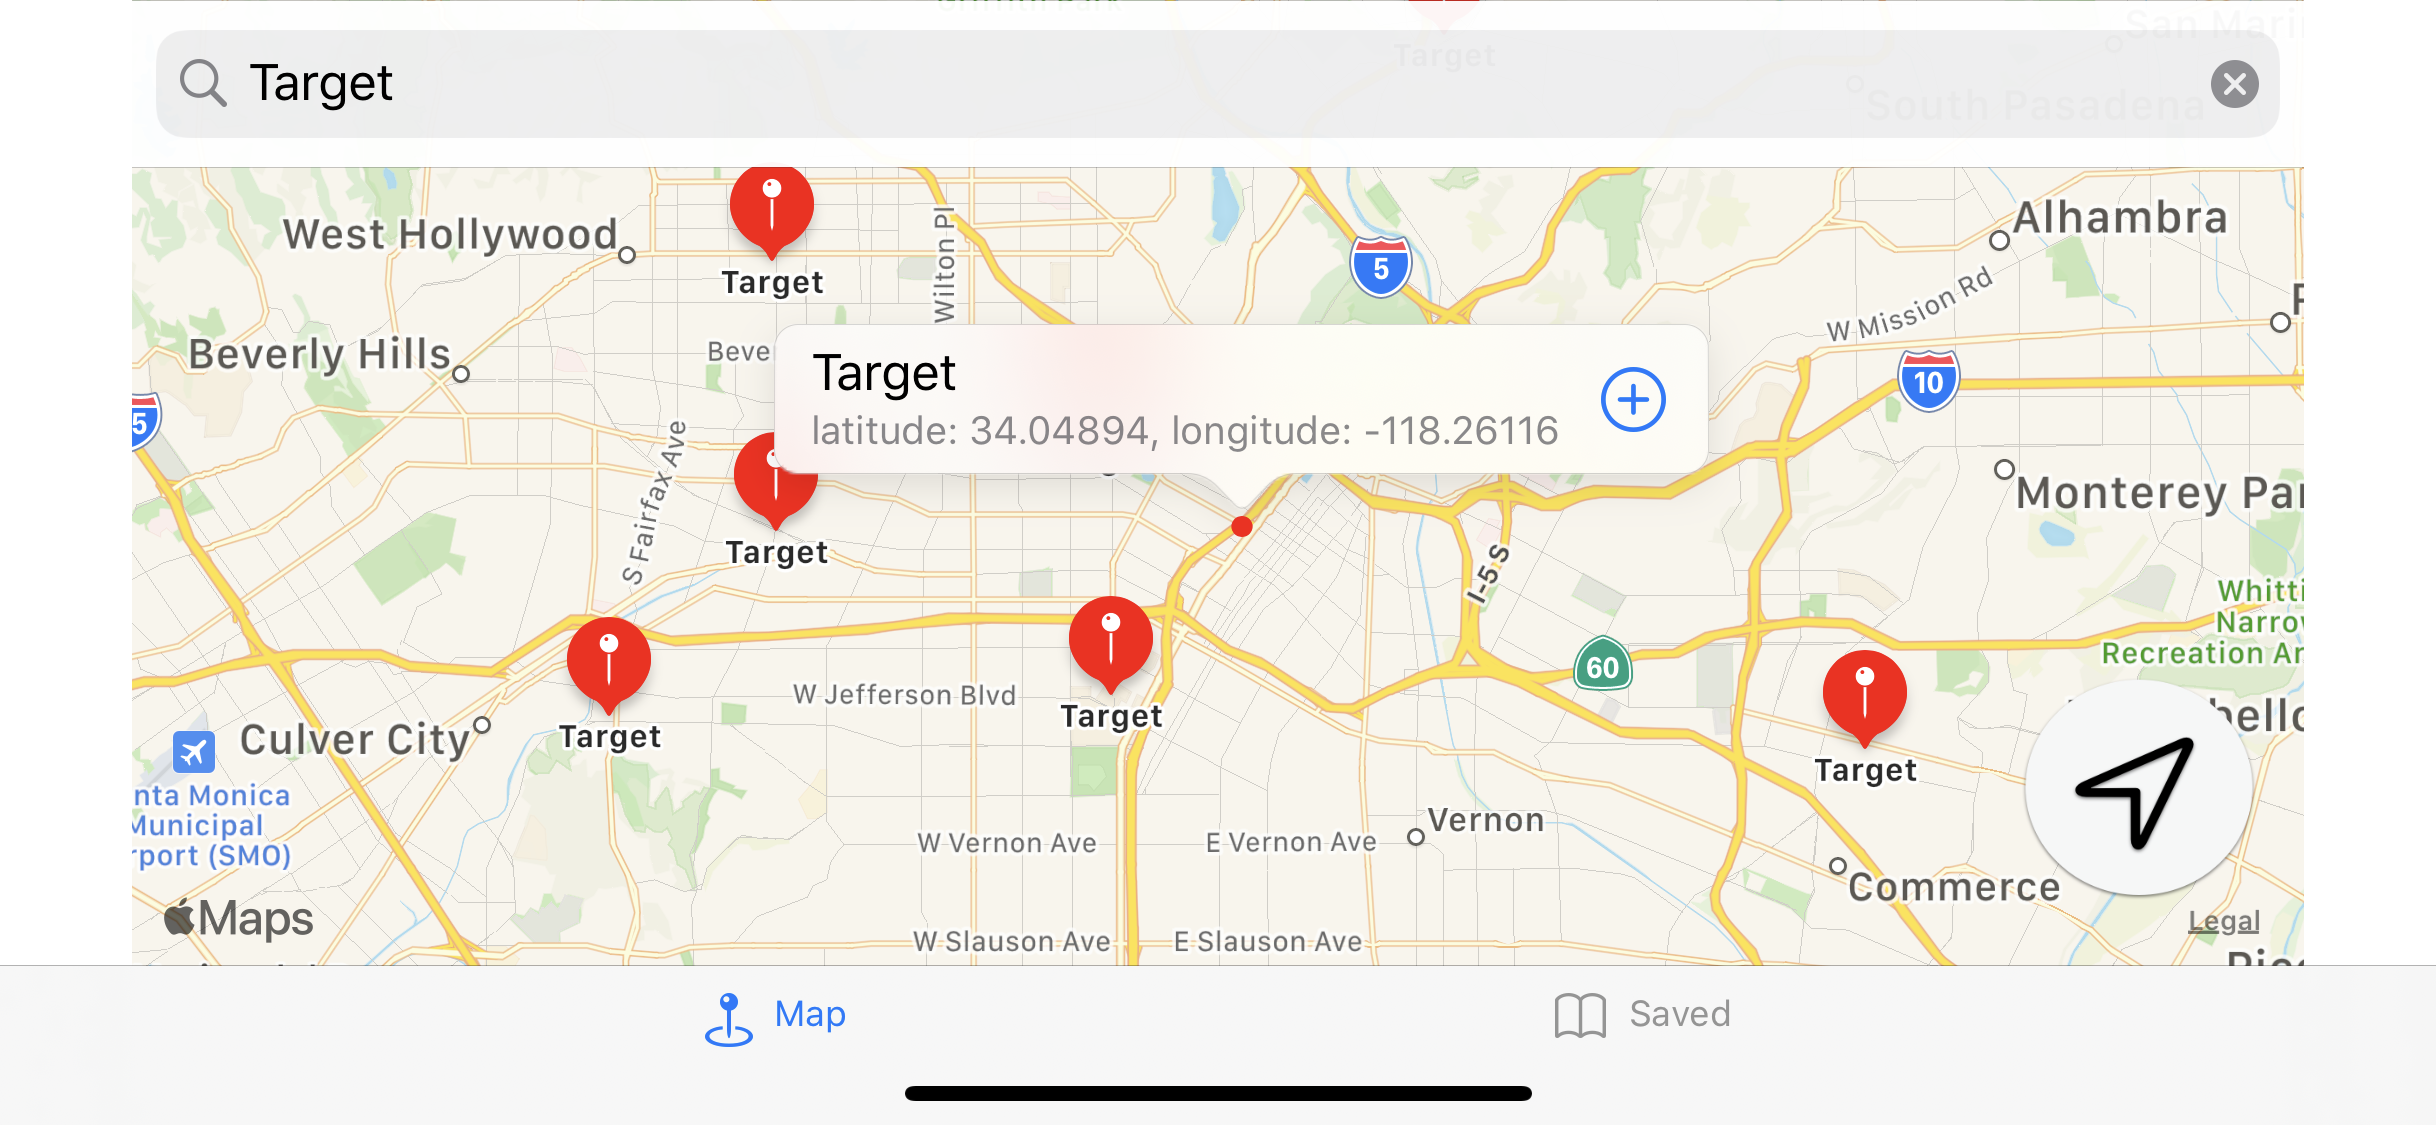 San Mari
Target
Target
South Pasadena
West Hollywood
Target
Wilton Pl
5
Alhambra
W Mission Rd
Beverly Hills
Beve
Target
latitude: 34.04894, longitude: -118.26116
10
5
S Fairfax Ave
Monterey Par
Target
I-5 S
Whitti
Narrov
Recreation Ar
60
Target
W Jefferson Blvd
Target
Target
Culver City
bello
nta Monica
Municipal
rport (SMO)
Vernon
W Vernon Ave
E Vernon Ave
Commerce
Maps
Legal
W Slauson Ave
E Slauson Ave
Map
Saved